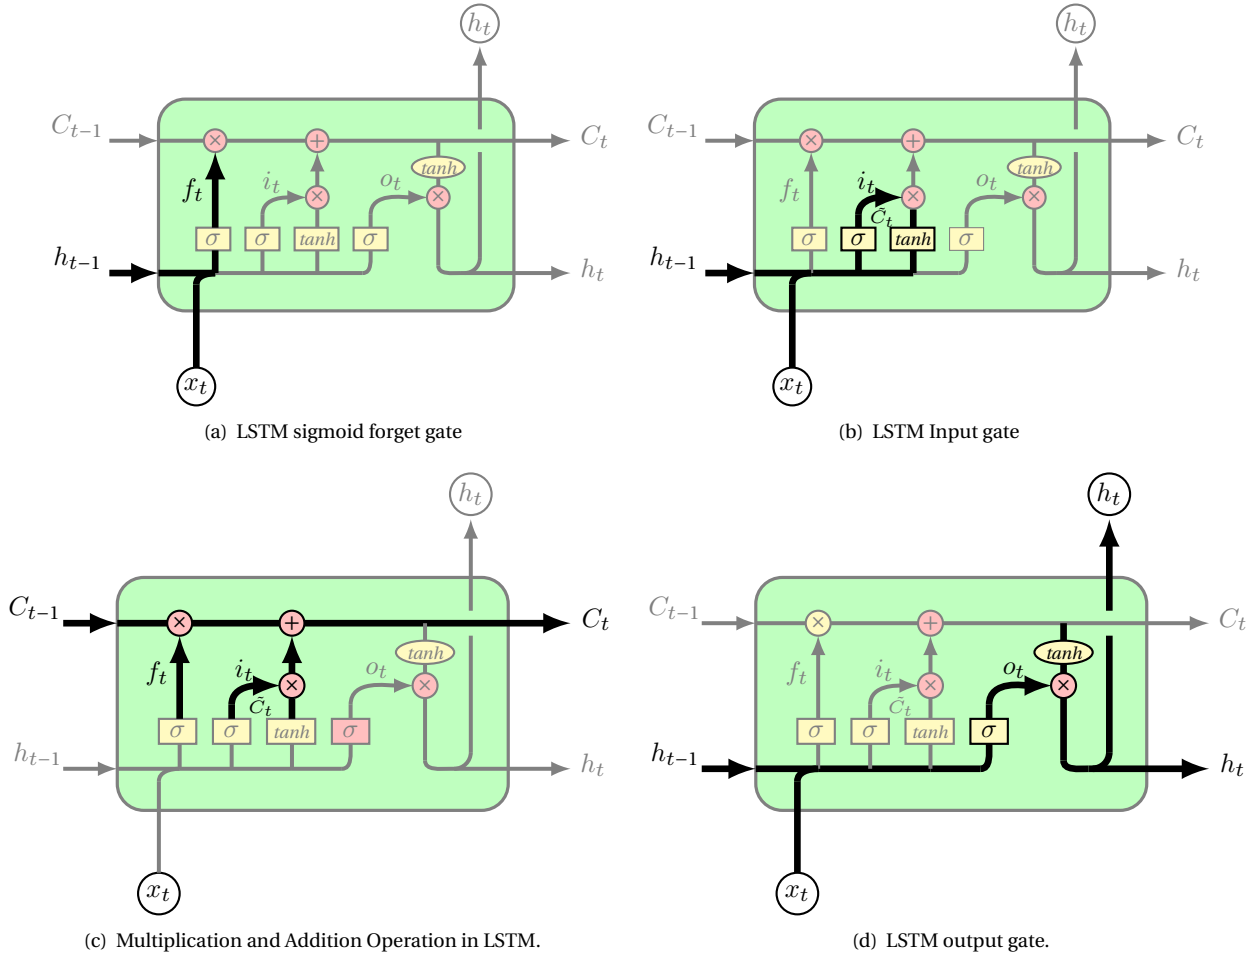 h_t
C_{t−1} × + C_t
tanh
f_t i_t × o_t ×
σ σ tanh σ
h_{t−1} h_t
x_t
(a) LSTM sigmoid forget gate
h_t
C_{t−1} × + C_t
tanh
f_t i_t × o_t ×
C̃_t
σ σ tanh σ
h_{t−1} h_t
x_t
(b) LSTM Input gate
h_t
C_{t−1} × + C_t
tanh
f_t i_t × o_t ×
C̃_t
σ σ tanh σ
h_{t−1} h_t
x_t
(c) Multiplication and Addition Operation in LSTM.
h_t
C_{t−1} × + C_t
tanh
f_t i_t × o_t ×
C̃_t
σ σ tanh σ
h_{t−1} h_t
x_t
(d) LSTM output gate.